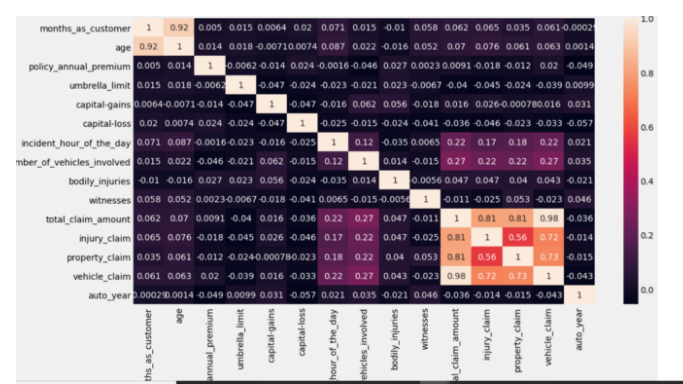 months_as_customer 1 0.92 0.005 0.015 0.0064 0.02 0.071 0.015 -0.01 0.058 0.062 0.065 0.035 0.061 -0.00029
age 0.92 1 0.014 0.018 -0.0071 0.0074 0.087 0.022 -0.016 0.052 0.07 0.076 0.061 0.063 0.0014
policy_annual_premium 0.005 0.014 1 -0.0062 -0.014 0.024 -0.0016 -0.046 0.027 0.0023 0.0091 -0.018 -0.012 0.02 -0.049
umbrella_limit 0.015 0.018 -0.0062 1 -0.047 -0.024 -0.023 -0.021 0.023 -0.0067 -0.04 -0.045 -0.024 -0.039 0.0099
capital-gains 0.0064 -0.0071 -0.014 -0.047 1 -0.047 -0.016 0.062 0.056 -0.018 0.016 0.026 -0.00078 0.016 0.031
capital-loss 0.02 0.0074 0.024 -0.024 -0.047 1 -0.025 -0.015 -0.024 -0.041 -0.036 -0.046 -0.023 -0.033 -0.057
incident_hour_of_the_day 0.071 0.087 -0.0016 -0.023 -0.016 -0.025 1 0.12 -0.035 0.0065 0.22 0.17 0.18 0.22 0.021
mber_of_vehicles_involved 0.015 0.022 -0.046 -0.021 0.062 -0.015 0.12 1 0.014 -0.015 0.27 0.22 0.22 0.27 0.035
bodily_injuries -0.01 -0.016 0.027 0.023 0.056 -0.024 -0.035 0.014 1 -0.0056 0.047 0.047 0.04 0.043 -0.021
witnesses 0.058 0.052 0.0023 -0.0067 -0.018 -0.041 0.0065 -0.015 -0.0056 1 -0.011 -0.025 0.053 -0.023 0.046
total_claim_amount 0.062 0.07 0.0091 -0.04 0.016 -0.036 0.22 0.27 0.047 -0.011 1 0.81 0.81 0.98 -0.036
injury_claim 0.065 0.076 -0.018 -0.045 0.026 -0.046 0.17 0.22 0.047 -0.025 0.81 1 0.56 0.72 -0.014
property_claim 0.035 0.061 -0.012 -0.024 -0.00078 -0.023 0.18 0.22 0.04 0.053 0.81 0.56 1 0.73 -0.015
vehicle_claim 0.061 0.063 0.02 -0.039 0.016 -0.033 0.22 0.27 0.043 -0.023 0.98 0.72 0.73 1 -0.043
auto_year 0.00029 0.0014 -0.049 0.0099 0.031 -0.057 0.021 0.035 -0.021 0.046 -0.036 -0.014 -0.015 -0.043 1
ths_as_customer
age
annual_premium
umbrella_limit
capital-gains
capital-loss
hour_of_the_day
ehicles_involved
bodily_injuries
witnesses
al_claim_amount
injury_claim
property_claim
vehicle_claim
auto_year
1.0
0.8
0.6
0.4
0.2
0.0